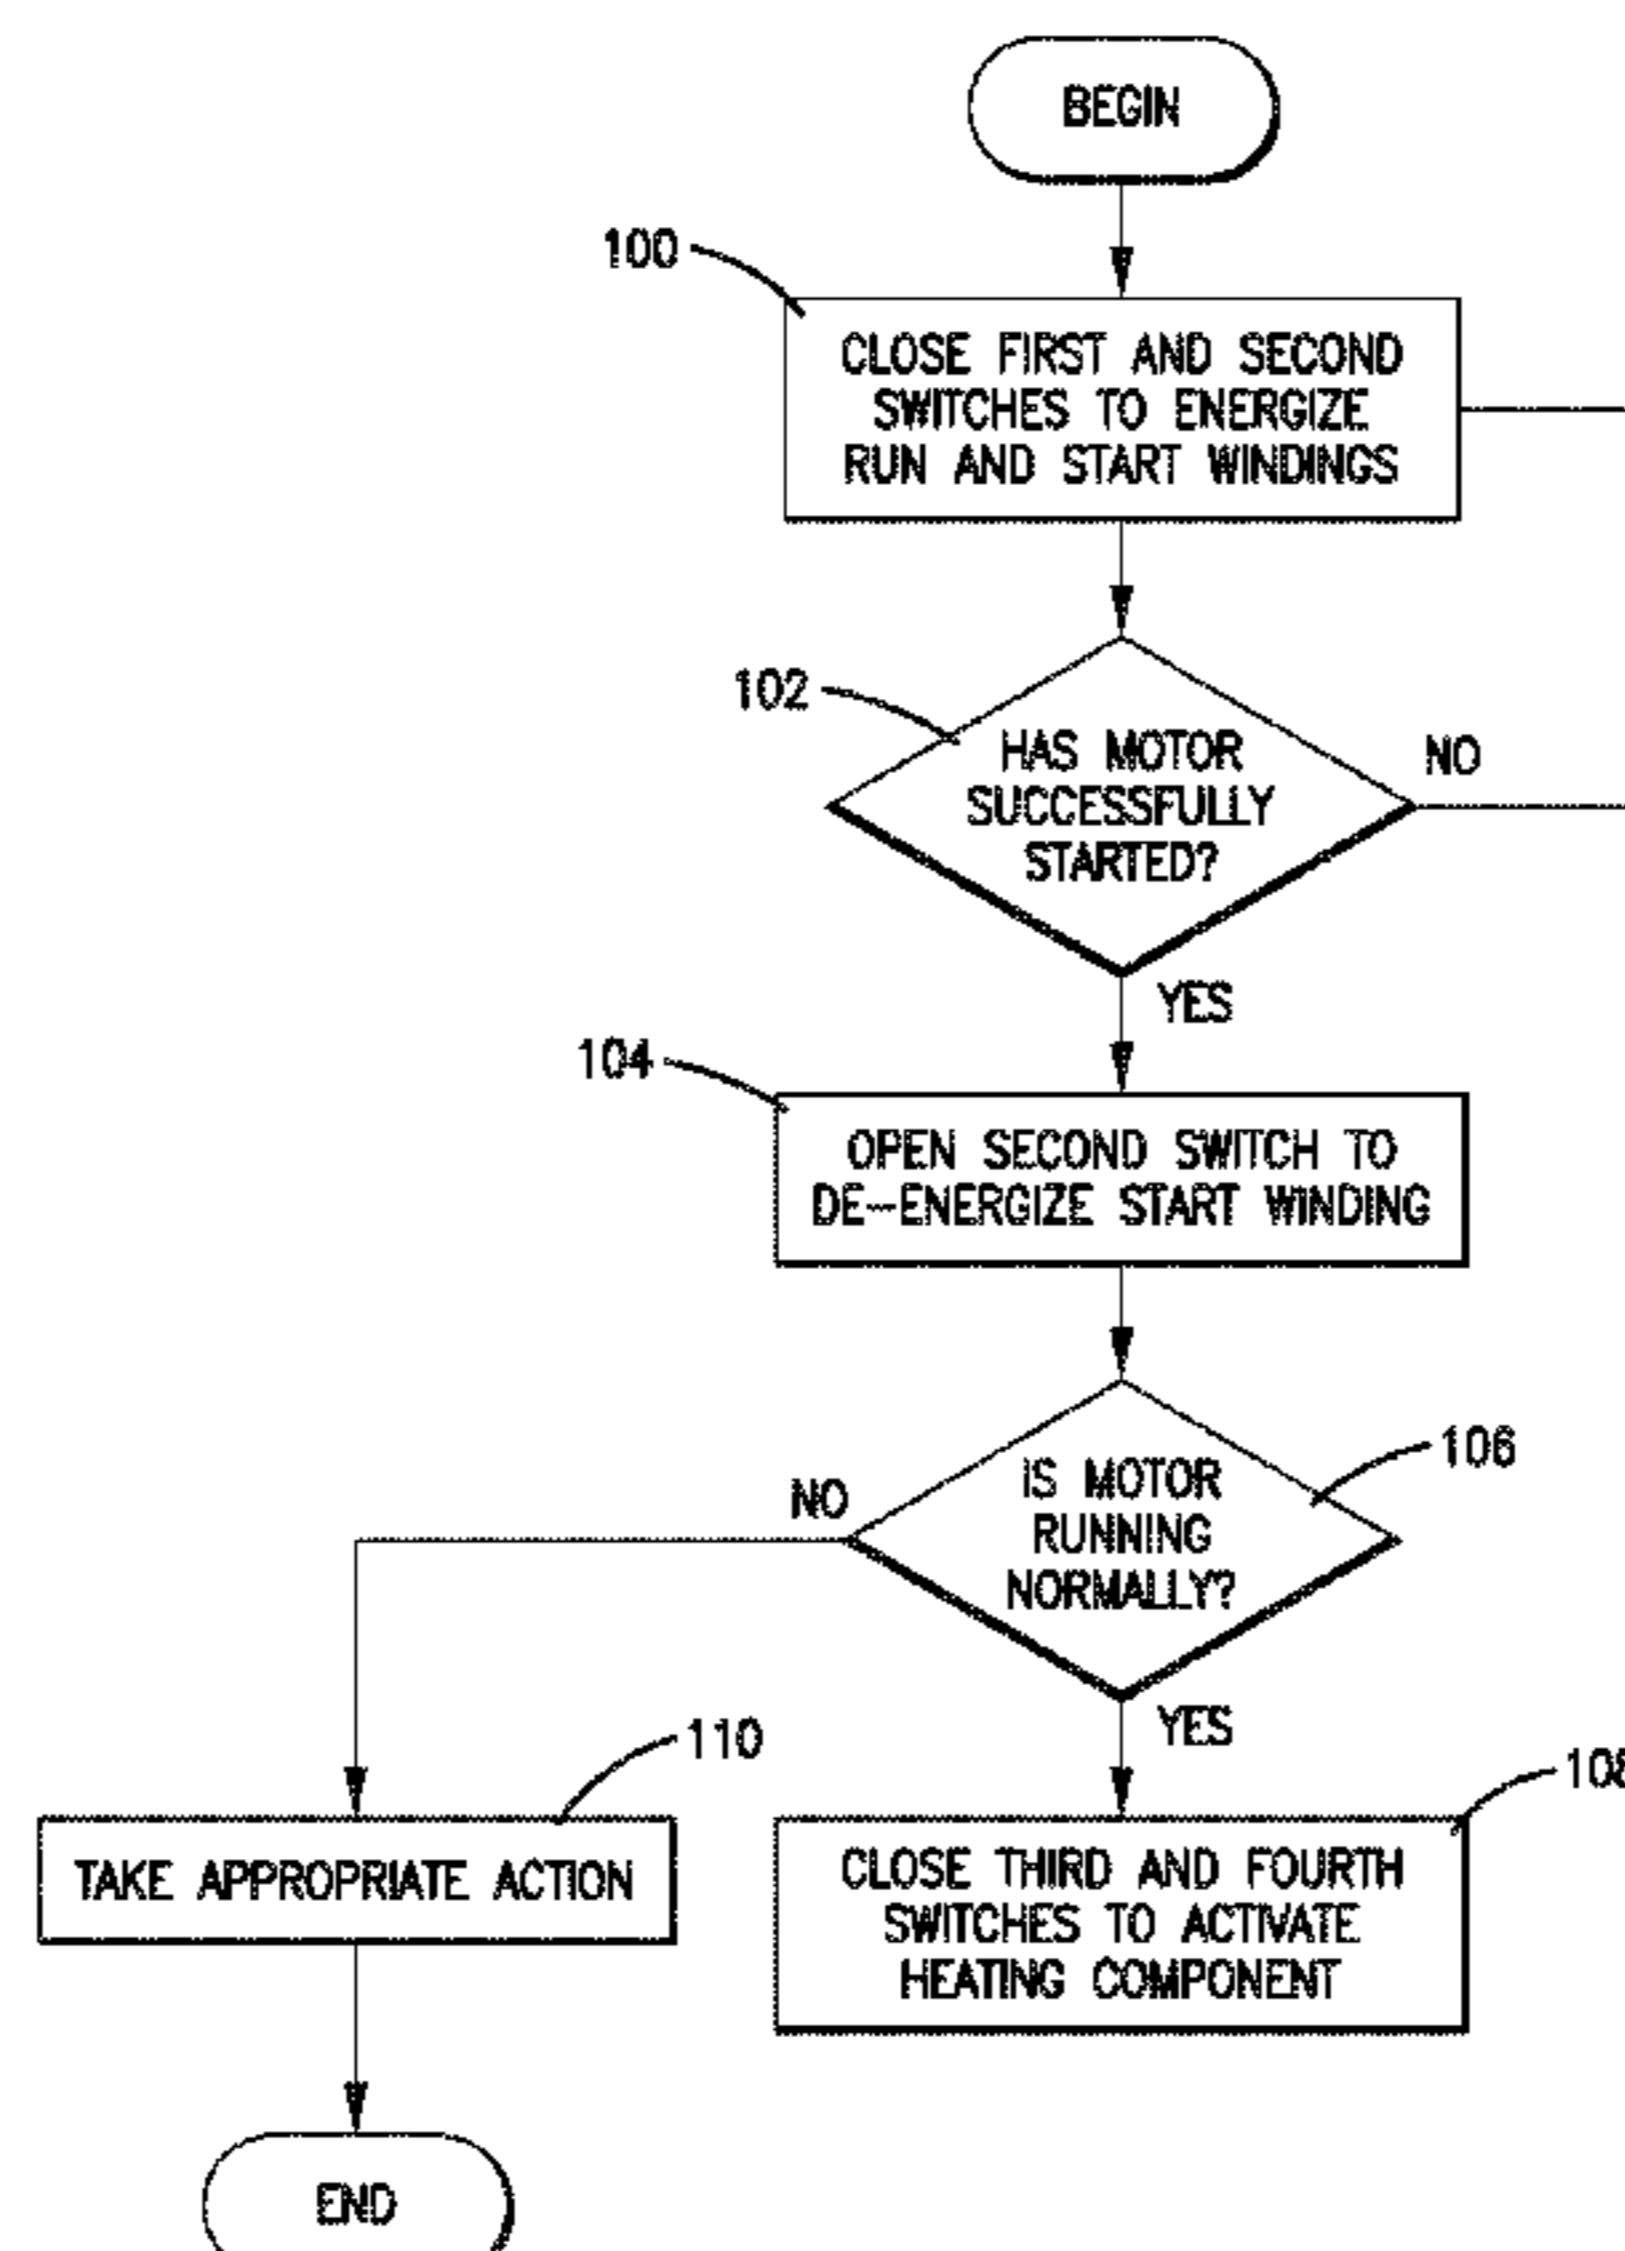 BEGIN
100
CLOSE FIRST AND SECOND
SWITCHES TO ENERGIZE
RUN AND START WINDINGS
102
HAS MOTOR
SUCCESSFULLY
STARTED?
NO
YES
104
OPEN SECOND SWITCH TO
DE-ENERGIZE START WINDING
106
IS MOTOR
RUNNING
NORMALLY?
NO
YES
110
108
TAKE APPROPRIATE ACTION
CLOSE THIRD AND FOURTH
SWITCHES TO ACTIVATE
HEATING COMPONENT
END